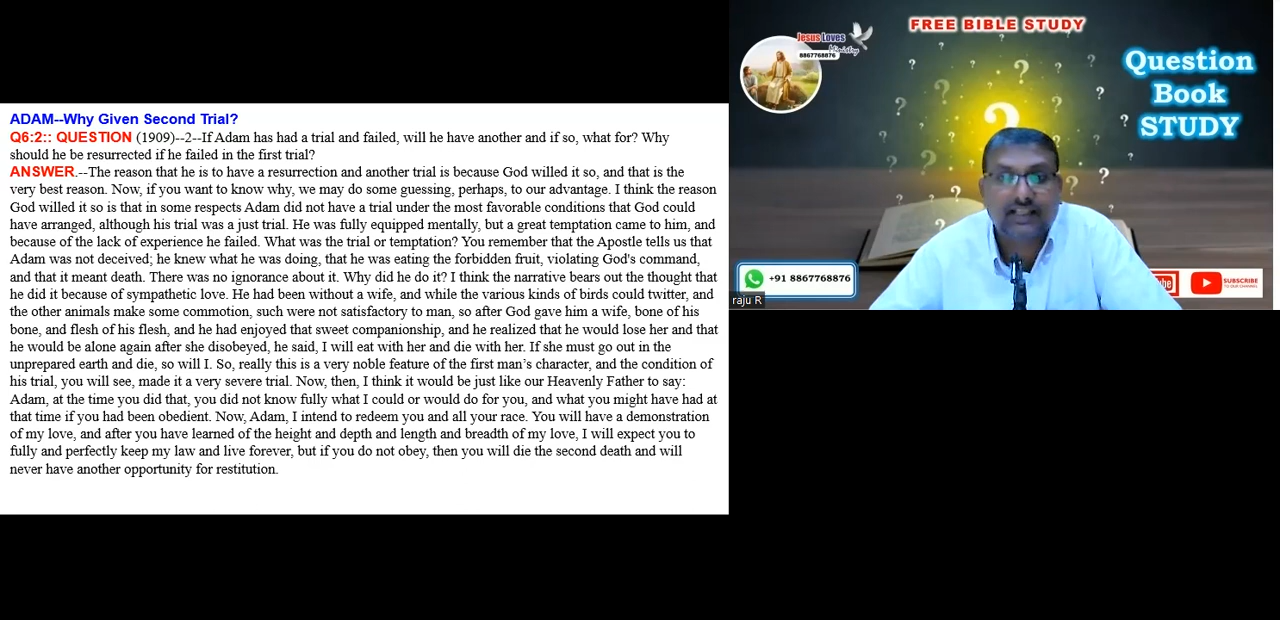 ADAM--Why Given Second Trial?
Q6:2:: QUESTION (1909)--2--If Adam has had a trial and failed, will he have another and if so, what for? Why
should he be resurrected if he failed in the first trial?
ANSWER.--The reason that he is to have a resurrection and another trial is because God willed it so, and that is the
very best reason. Now, if you want to know why, we may do some guessing, perhaps, to our advantage. I think the reason
God willed it so is that in some respects Adam did not have a trial under the most favorable conditions that God could
have arranged, although his trial was a just trial. He was fully equipped mentally, but a great temptation came to him, and
because of the lack of experience he failed. What was the trial or temptation? You remember that the Apostle tells us that
Adam was not deceived; he knew what he was doing, that he was eating the forbidden fruit, violating God's command,
and that it meant death. There was no ignorance about it. Why did he do it? I think the narrative bears out the thought that
he did it because of sympathetic love. He had been without a wife, and while the various kinds of birds could twitter, and
the other animals make some commotion, such were not satisfactory to man, so after God gave him a wife, bone of his
bone, and flesh of his flesh, and he had enjoyed that sweet companionship, and he realized that he would lose her and that
he would be alone again after she disobeyed, he said, I will eat with her and die with her. If she must go out in the
unprepared earth and die, so will I. So, really this is a very noble feature of the first man’s character, and the condition of
his trial, you will see, made it a very severe trial. Now, then, I think it would be just like our Heavenly Father to say:
Adam, at the time you did that, you did not know fully what I could or would do for you, and what you might have had at
that time if you had been obedient. Now, Adam, I intend to redeem you and all your race. You will have a demonstration
of my love, and after you have learned of the height and depth and length and breadth of my love, I will expect you to
fully and perfectly keep my law and live forever, but if you do not obey, then you will die the second death and will
never have another opportunity for restitution.
FREE BIBLE STUDY
Jesus Loves
Ministry
8867768876
Question
Book
STUDY
+91 8867768876
raju R
ube
SUBSCRIBE
TO OUR CHANNEL